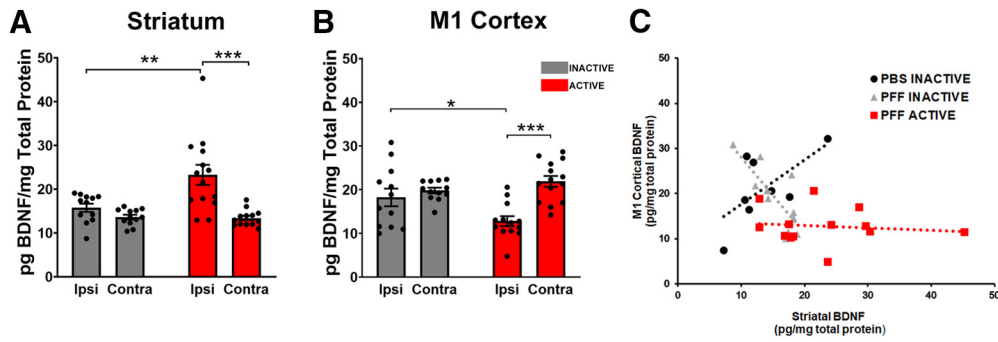 A
Striatum
pg BDNF/mg Total Protein
50
40
30
20
10
0
**
***
Ipsi Contra
Ipsi Contra
B
M1 Cortex
pg BDNF/mg Total Protein
50
40
30
20
10
0
INACTIVE
ACTIVE
*
***
Ipsi Contra
Ipsi Contra
C
M1 Cortical BDNF
(pg/mg total protein)
50
40
30
20
10
0
PBS INACTIVE
PFF INACTIVE
PFF ACTIVE
0 10 20 30 40 50
Striatal BDNF
(pg/mg total protein)